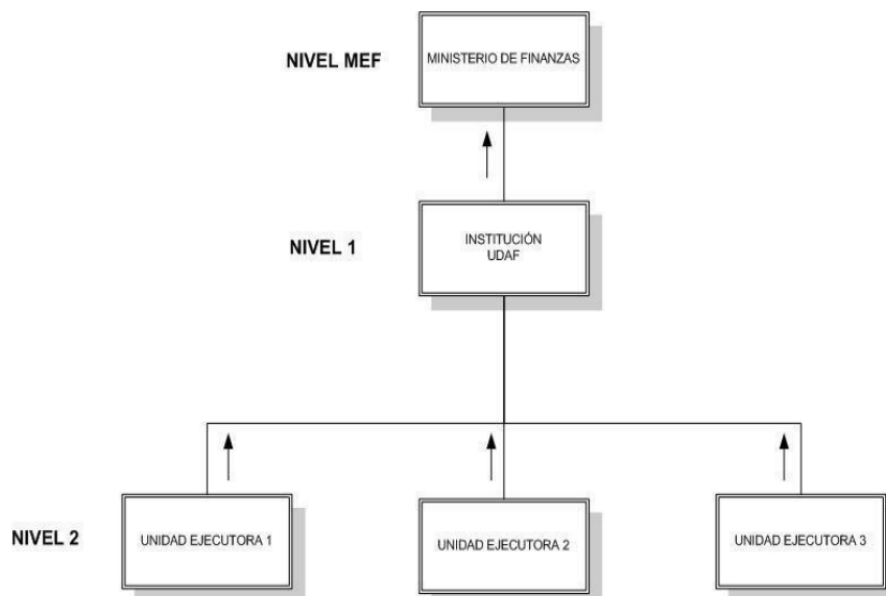 NIVEL MEF
MINISTERIO DE FINANZAS
NIVEL 1
INSTITUCIÓN
UDAF
NIVEL 2
UNIDAD EJECUTORA 1
UNIDAD EJECUTORA 2
UNIDAD EJECUTORA 3